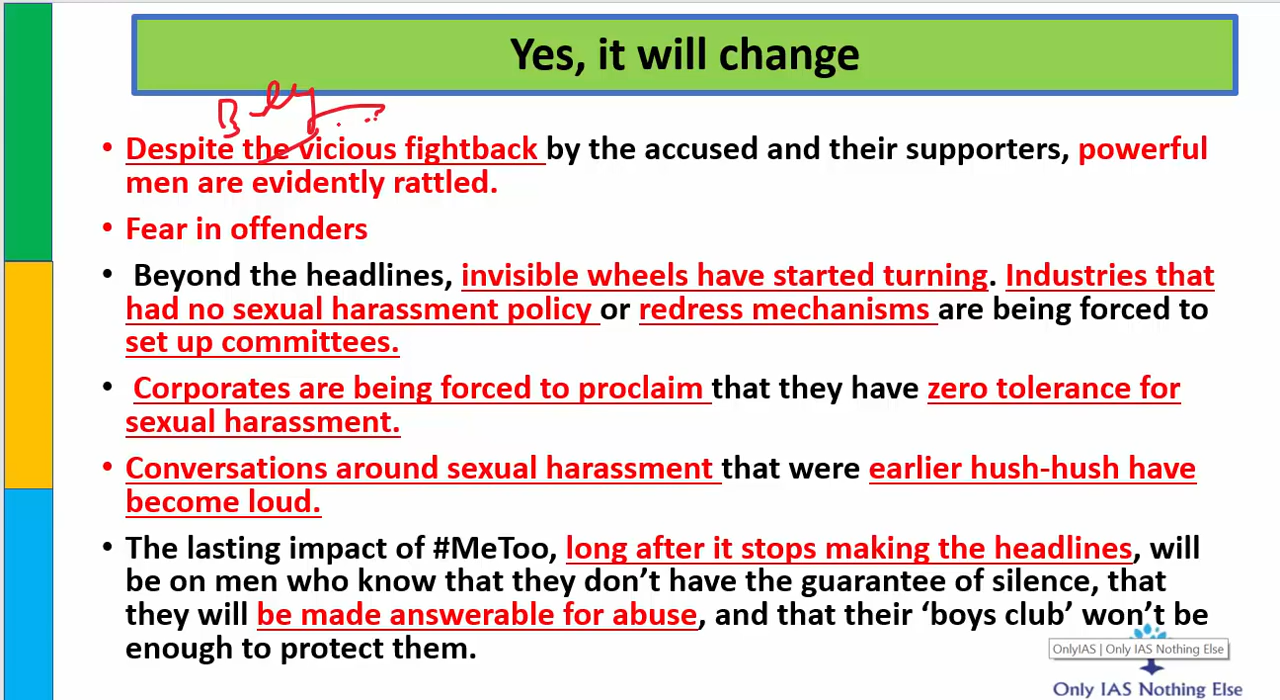 Yes, it will change
• Despite the vicious fightback by the accused and their supporters, powerful
men are evidently rattled.
• Fear in offenders
• Beyond the headlines, invisible wheels have started turning. Industries that
had no sexual harassment policy or redress mechanisms are being forced to
set up committees.
• Corporates are being forced to proclaim that they have zero tolerance for
sexual harassment.
• Conversations around sexual harassment that were earlier hush-hush have
become loud.
• The lasting impact of #MeToo, long after it stops making the headlines, will
be on men who know that they don’t have the guarantee of silence, that
they will be made answerable for abuse, and that their ‘boys club’ won’t be
enough to protect them.
OnlyIAS | Only IAS Nothing Else
Only IAS Nothing Else